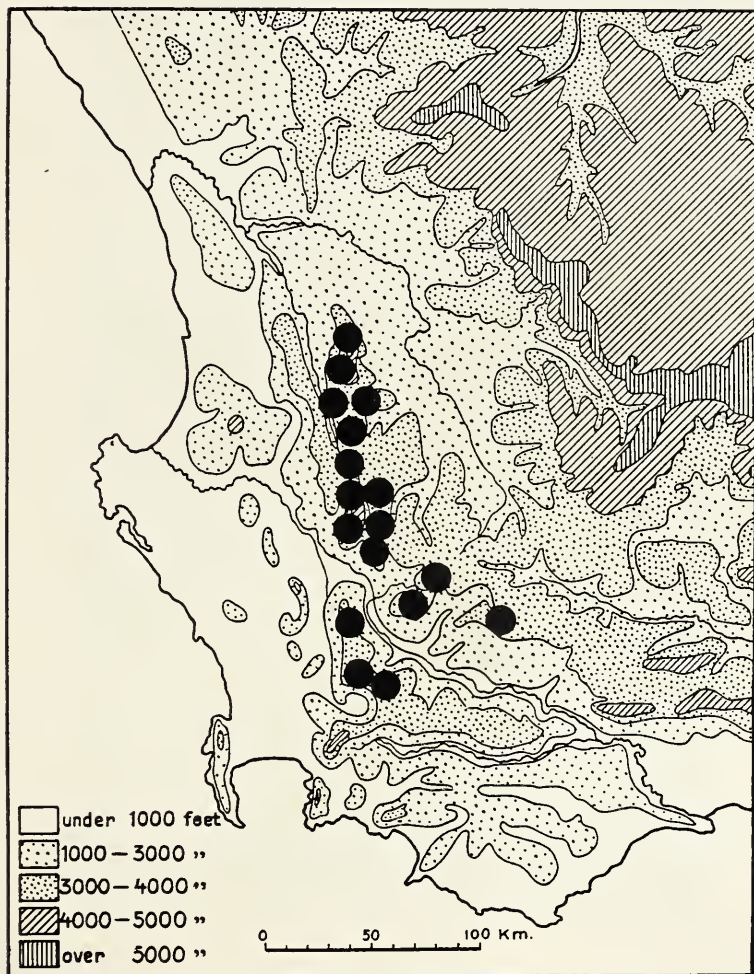 under 1000 feet
1000 – 3000 „
3000 – 4000 „
4000 – 5000 „
over 5000 „
0 50 100 Km.